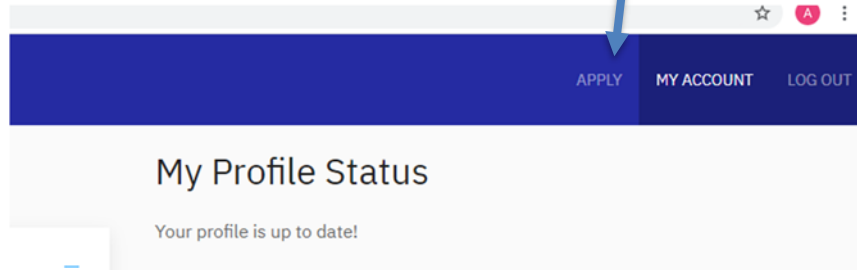 A
APPLY MY ACCOUNT LOG OUT
My Profile Status
Your profile is up to date!